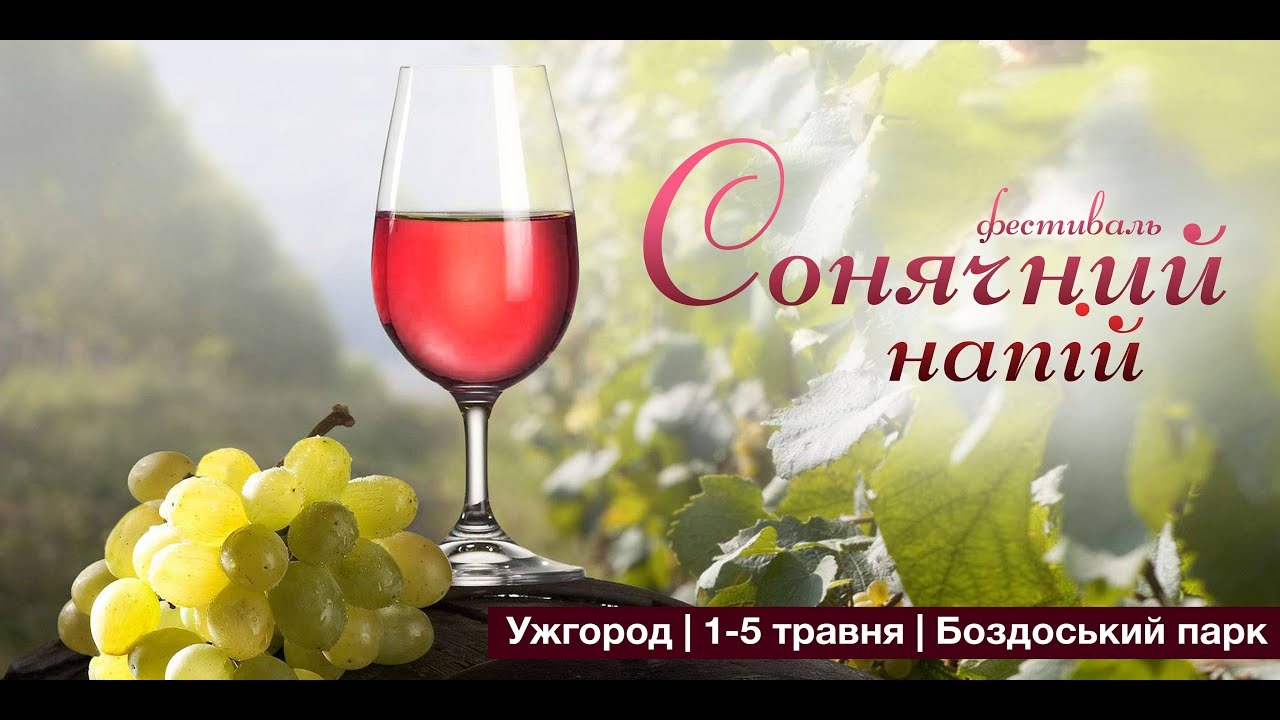 фестиваль
Сонячний
напій
Ужгород | 1-5 травня | Боздоський парк